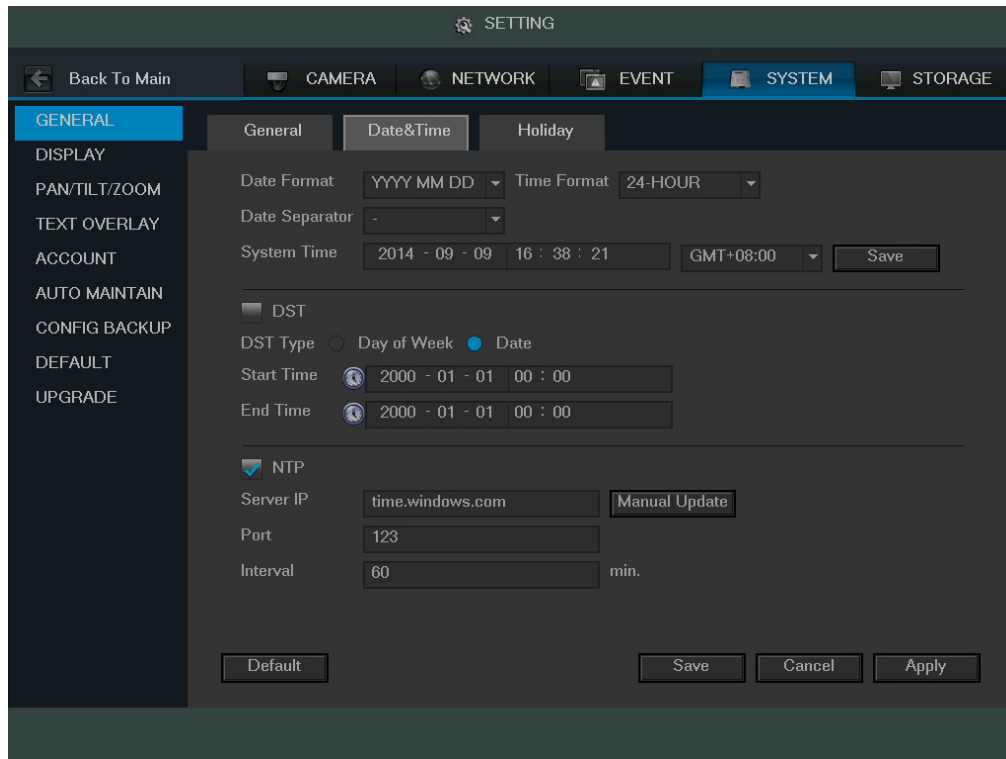 SETTING
Back To Main CAMERA NETWORK EVENT SYSTEM STORAGE
GENERAL
DISPLAY
PAN/TILT/ZOOM
TEXT OVERLAY
ACCOUNT
AUTO MAINTAIN
CONFIG BACKUP
DEFAULT
UPGRADE
General Date&Time Holiday
Date Format YYYY MM DD Time Format 24-HOUR
Date Separator -
System Time 2014 - 09 - 09 16 : 38 : 21 GMT+08:00 Save
DST
DST Type Day of Week Date
Start Time 2000 - 01 - 01 00 : 00
End Time 2000 - 01 - 01 00 : 00
NTP
Server IP time.windows.com Manual Update
Port 123
Interval 60 min.
Default Save Cancel Apply